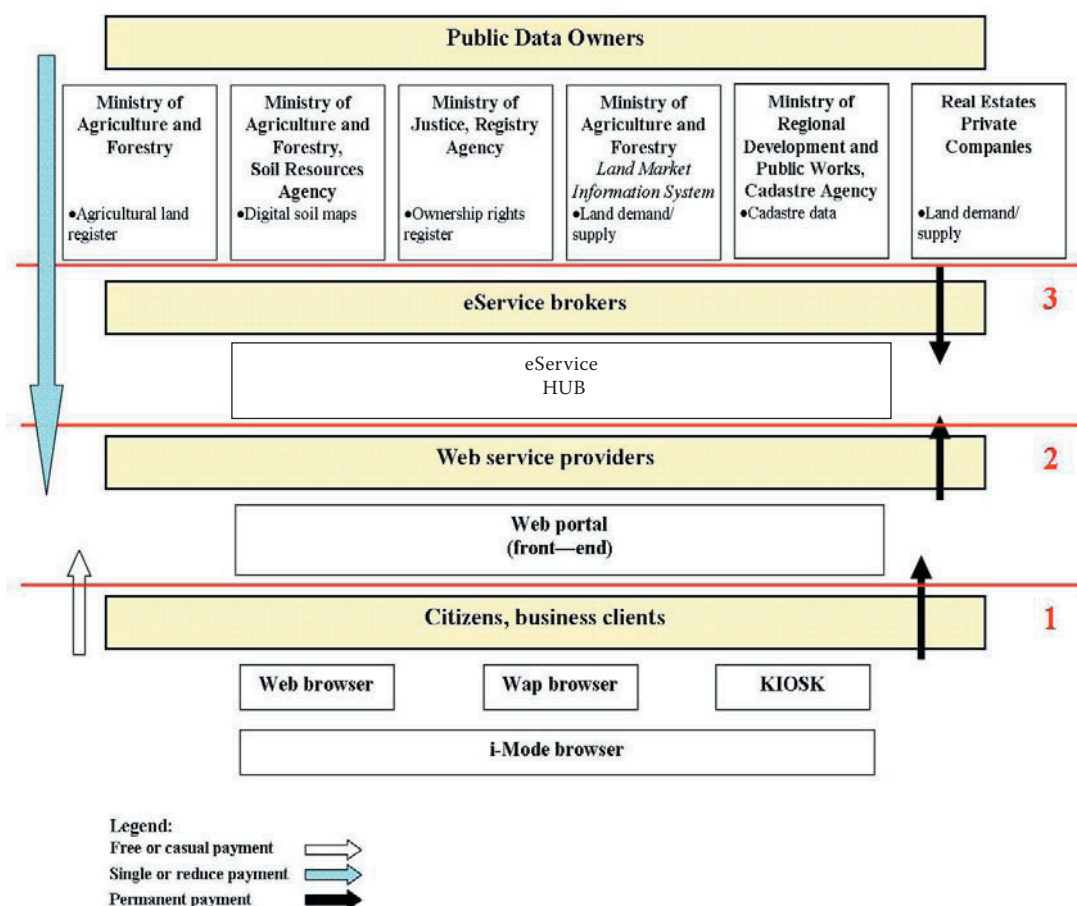 Public Data Owners
Ministry of
Agriculture and
Forestry
•Agricultural land
register
Ministry of
Agriculture and
Forestry,
Soil Resources
Agency
•Digital soil maps
Ministry of
Justice, Registry
Agency
•Ownership rights
register
Ministry of
Agriculture and
Forestry
Land Market
Information System
•Land demand/
supply
Ministry of
Regional
Development and
Public Works,
Cadastre Agency
•Cadastre data
Real Estates
Private
Companies
•Land demand/
supply
eService brokers
3
eService
HUB
Web service providers
2
Web portal
(front—end)
Citizens, business clients
1
Web browser
Wap browser
KIOSK
i-Mode browser
Legend:
Free or casual payment
Single or reduce payment
Permanent payment